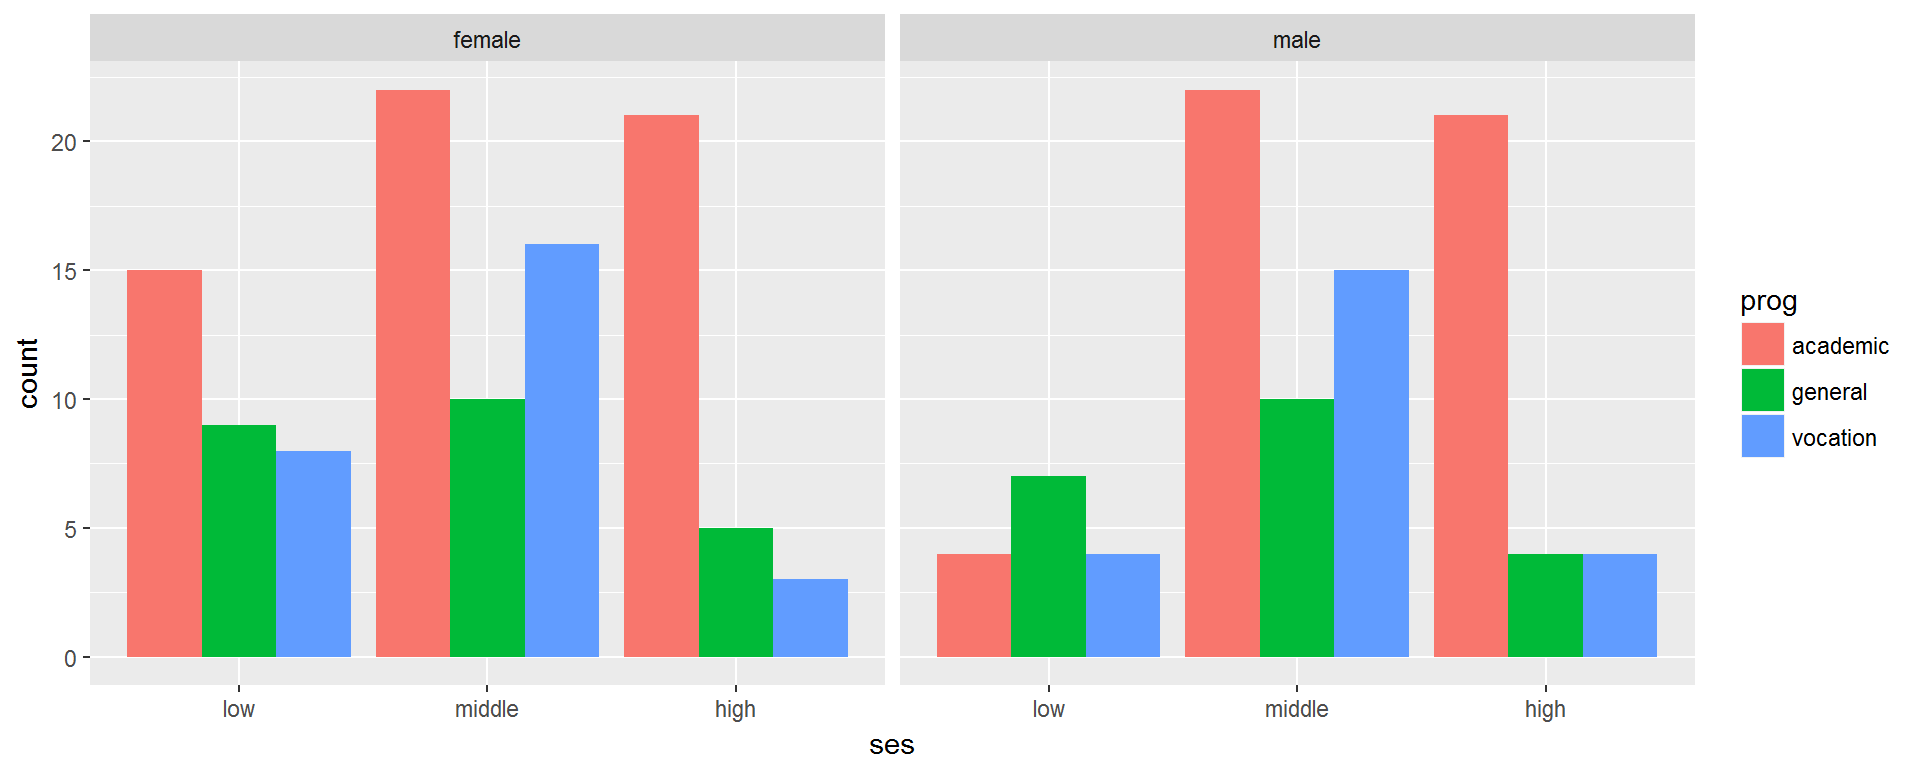 female
male
20
15
10
5
0
count
low
middle
high
low
middle
high
ses
prog
academic
general
vocation